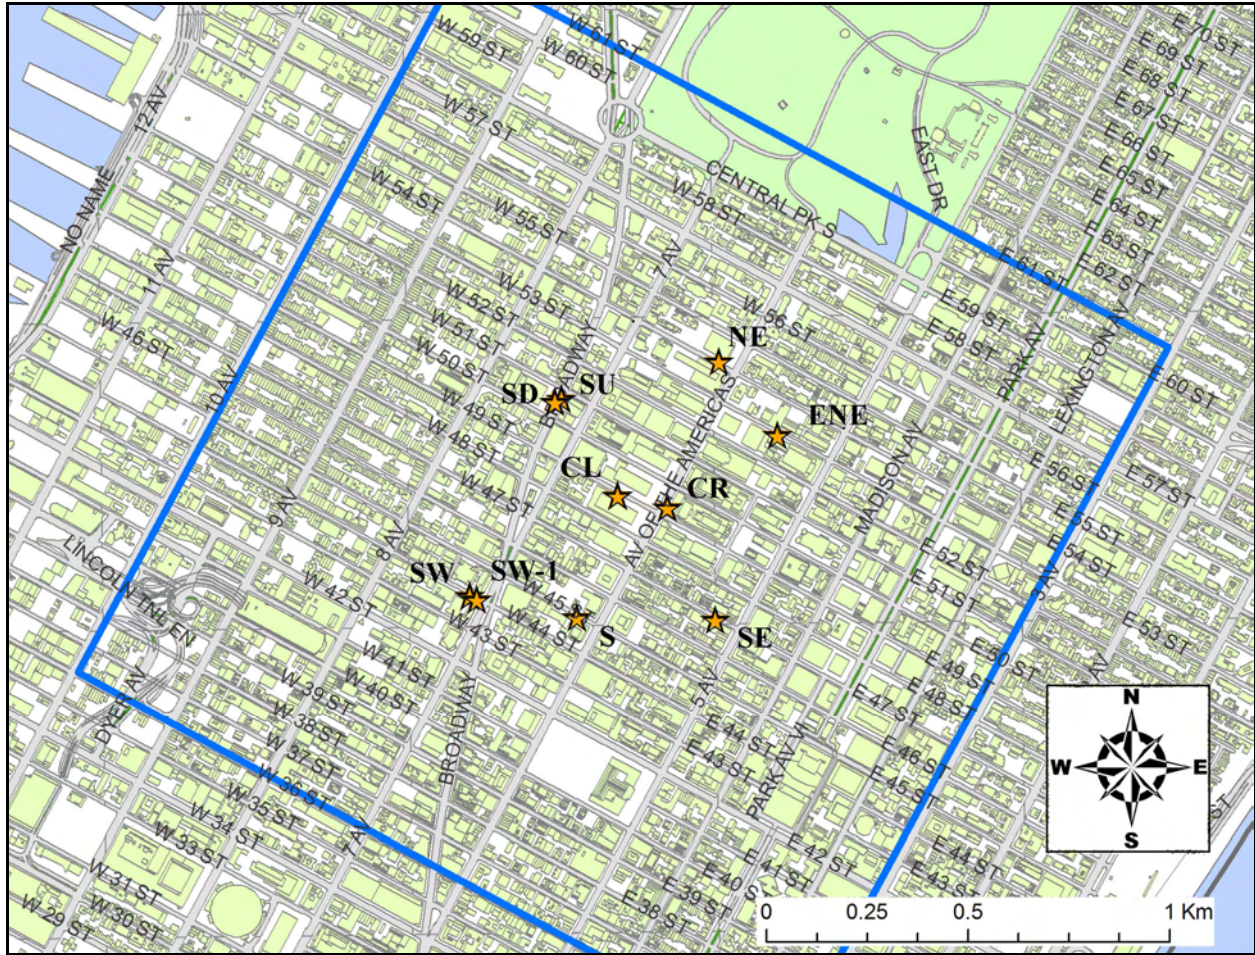 W 59 ST
W 61 ST
W 60 ST
E 70 ST
E 69 ST
E 68 ST
E 67 ST
E 66 ST
E 65 ST
E 64 ST
E 63 ST
E 62 ST
E 61 ST
12 AV
W 57 ST
EAST DR
CENTRAL PK S
W 58 ST
W 54 ST
W 55 ST
NO NAME
11 AV
7 AV
W 53 ST
W 52 ST
W 51 ST
W 50 ST
W 49 ST
W 48 ST
W 47 ST
W 46 ST
W 56 ST
E 59 ST
E 58 ST
PARK AV
LEXINGTON AV
E 60 ST
10 AV
BROADWAY
NE
SD
SU
ENE
AV OF THE AMERICAS
MADISON AV
CL
CR
E 57 ST
E 56 ST
E 55 ST
E 54 ST
E 53 ST
E 52 ST
E 51 ST
E 50 ST
E 49 ST
E 48 ST
E 47 ST
E 46 ST
E 45 ST
3 AV
9 AV
8 AV
LINCOLN TNL EN
W 42 ST
SW
SW-1
W 45 ST
W 44 ST
W 43 ST
S
SE
W 41 ST
W 40 ST
W 39 ST
W 38 ST
W 37 ST
W 36 ST
W 35 ST
W 34 ST
W 33 ST
W 31 ST
W 30 ST
W 29 ST
DYER AV
BROADWAY
7 AV
5 AV
E 44 ST
E 43 ST
PARK AV VI
E 42 ST
E 41 ST
E 40 S
E 39 ST
E 38 ST
E 44 ST
E 43 ST
N
W E
S
0 0.25 0.5 1 Km